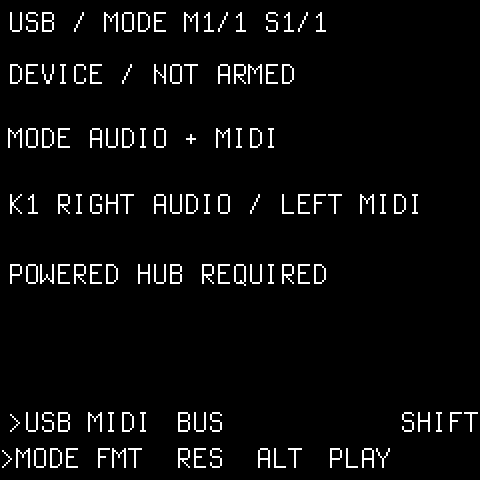 USB / MODE M1/1 S1/1
DEVICE / NOT ARMED
MODE AUDIO + MIDI
K1 RIGHT AUDIO / LEFT MIDI
POWERED HUB REQUIRED
>USB MIDI BUS SHIFT
>MODE FMT RES ALT PLAY